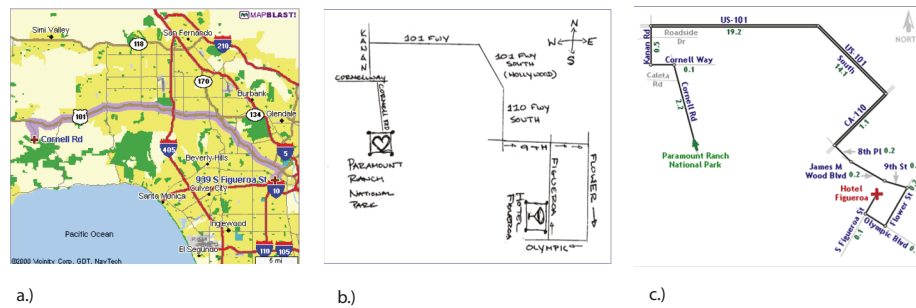 MAPBLAST!
Simi Valley
San Fernando
118
210
170
Burbank
134
Glendale
101
Cornell Rd
405
5
Beverly Hills
939 S Figueroa St
Culver City
10
Santa Monica
Inglewood
Pacific Ocean
El Segundo
110
105
©2000 Vicinity Corp, GDT, NavTech
5 mi
a.)
KANAN
101 FWY
N
W
E
S
101 FWY
SOUTH
(HOLLYWOOD)
CORNELL WAY
CORNELL RD
110 FWY
SOUTH
9TH
PARAMOUNT
RANCH
NATIONAL
PARK
FIGUEROA
FLOWER
HOTEL
FIGUEROA
OLYMPIC
b.)
US-101
19.2
NORTH
Kanan Rd
0.5
Roadside
Dr
US-101
South
14.1
Cornell Way
0.1
Caleta
Rd
Cornell Rd
2.2
CA-110
1.1
Paramount Ranch
National Park
8th Pl 0.2
James M
Wood Blvd 0.2
9th St
Hotel
Figueroa
Flower St
S Figueroa St
0.1
Olympic Blvd
c.)